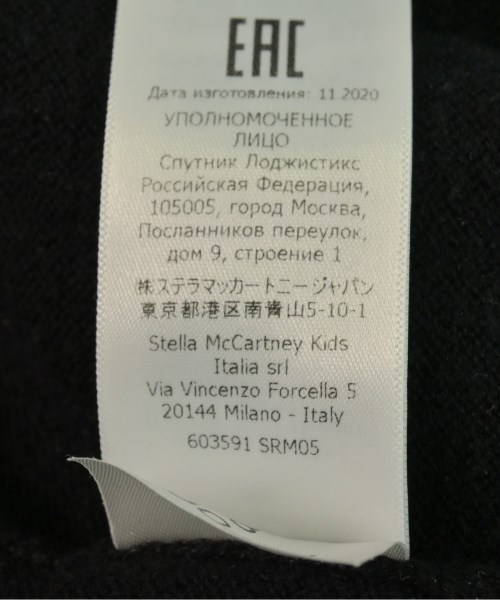 EAC
Дата изготовления: 11.2020
УПОЛНОМОЧЕННОЕ
ЛИЦО
Спутник Лоджистикс
Российская Федерация,
105005, город Москва,
Посланников переулок,
дом 9, строение 1
㈱ステラマッカートニージャパン
東京都港区南青山5-10-1
Stella McCartney Kids
Italia srl
Via Vincenzo Forcella 5
20144 Milano - Italy
603591 SRM05